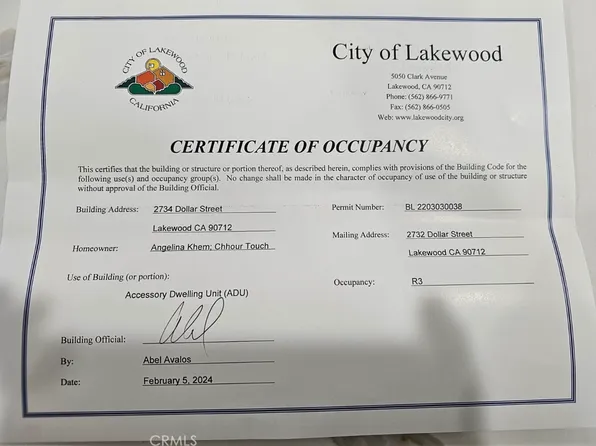 CITY OF LAKEWOOD
CALIFORNIA
City of Lakewood
5050 Clark Avenue
Lakewood, CA 90712
Phone: (562) 866-9771
Fax: (562) 866-0505
Web: www.lakewoodcity.org
CERTIFICATE OF OCCUPANCY
This certifies that the building or structure or portion thereof, as described herein, complies with provisions of the Building Code for the
following use(s) and occupancy group(s). No change shall be made in the character of occupancy of use of the building or structure
without approval of the Building Official.
Building Address: 2734 Dollar Street
Lakewood CA 90712
Homeowner: Angelina Khem; Chhour Touch
Permit Number: BL 2203030038
Mailing Address: 2732 Dollar Street
Lakewood CA 90712
Use of Building (or portion):
Accessory Dwelling Unit (ADU)
Occupancy: R3
Building Official:
By: Abel Avalos
Date: February 5, 2024
CRMLS